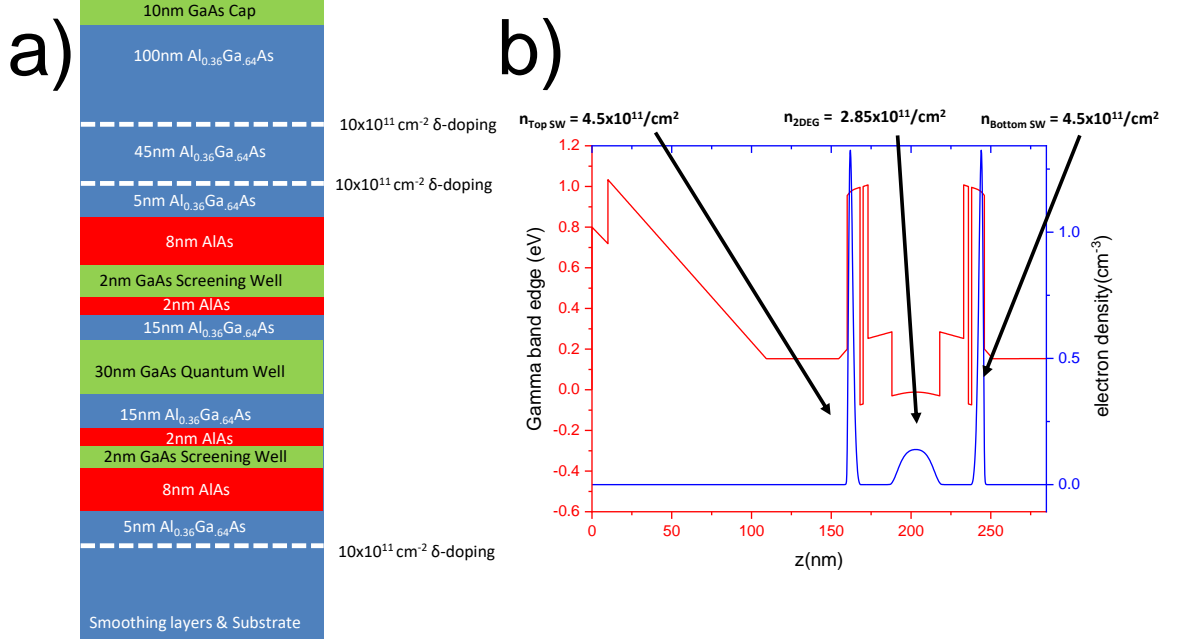 a)
10nm GaAs Cap
100nm Al0.36Ga.64As
10x10¹¹ cm⁻² δ-doping
45nm Al0.36Ga.64As
10x10¹¹ cm⁻² δ-doping
5nm Al0.36Ga.64As
8nm AlAs
2nm GaAs Screening Well
2nm AlAs
15nm Al0.36Ga.64As
30nm GaAs Quantum Well
15nm Al0.36Ga.64As
2nm AlAs
2nm GaAs Screening Well
8nm AlAs
5nm Al0.36Ga.64As
10x10¹¹ cm⁻² δ-doping
Smoothing layers & Substrate
b)
nTop SW = 4.5x10¹¹/cm²
n2DEG = 2.85x10¹¹/cm²
nBottom SW = 4.5x10¹¹/cm²
Gamma band edge (eV)
1.2
1.0
0.8
0.6
0.4
0.2
0.0
-0.2
-0.4
-0.6
0
50
100
150
200
250
z(nm)
1.0
0.5
0.0
electron density(cm⁻³)